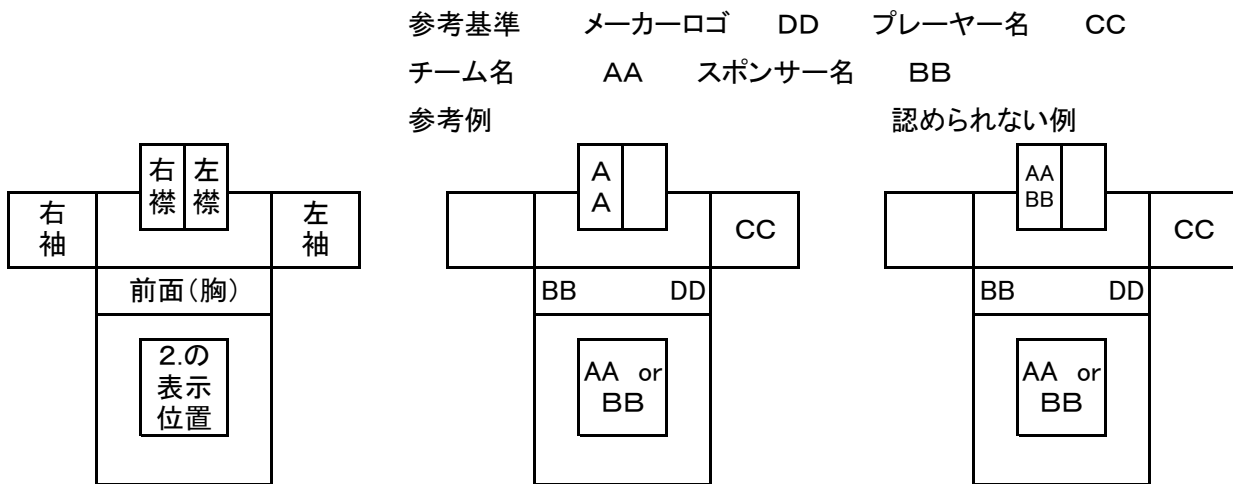 参考基準 メーカーロゴ DD プレーヤー名 CC
チーム名 AA スポンサー名 BB
参考例 認められない例
右襟 左襟
右袖
左袖
前面(胸)
2.の
表示
位置
A
A
CC
BB DD
AA or
BB
AA
BB
CC
BB DD
AA or
BB